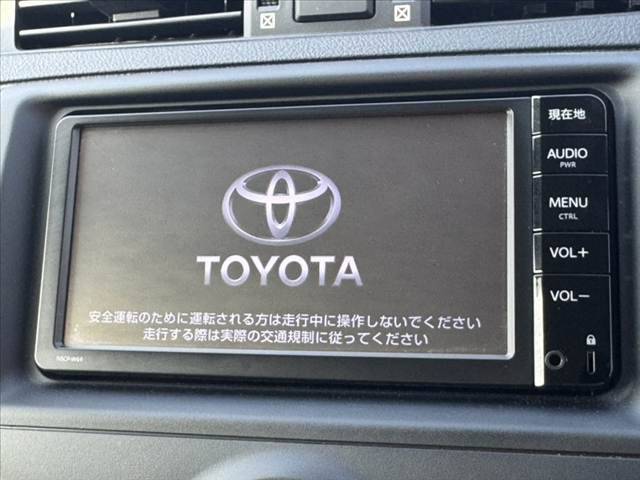 現在地
AUDIO
PWR
MENU
CTRL
VOL+
VOL−
TOYOTA
安全運転のために運転される方は走行中に操作しないでください
走行する際は実際の交通規制に従ってください
NSCP-W64